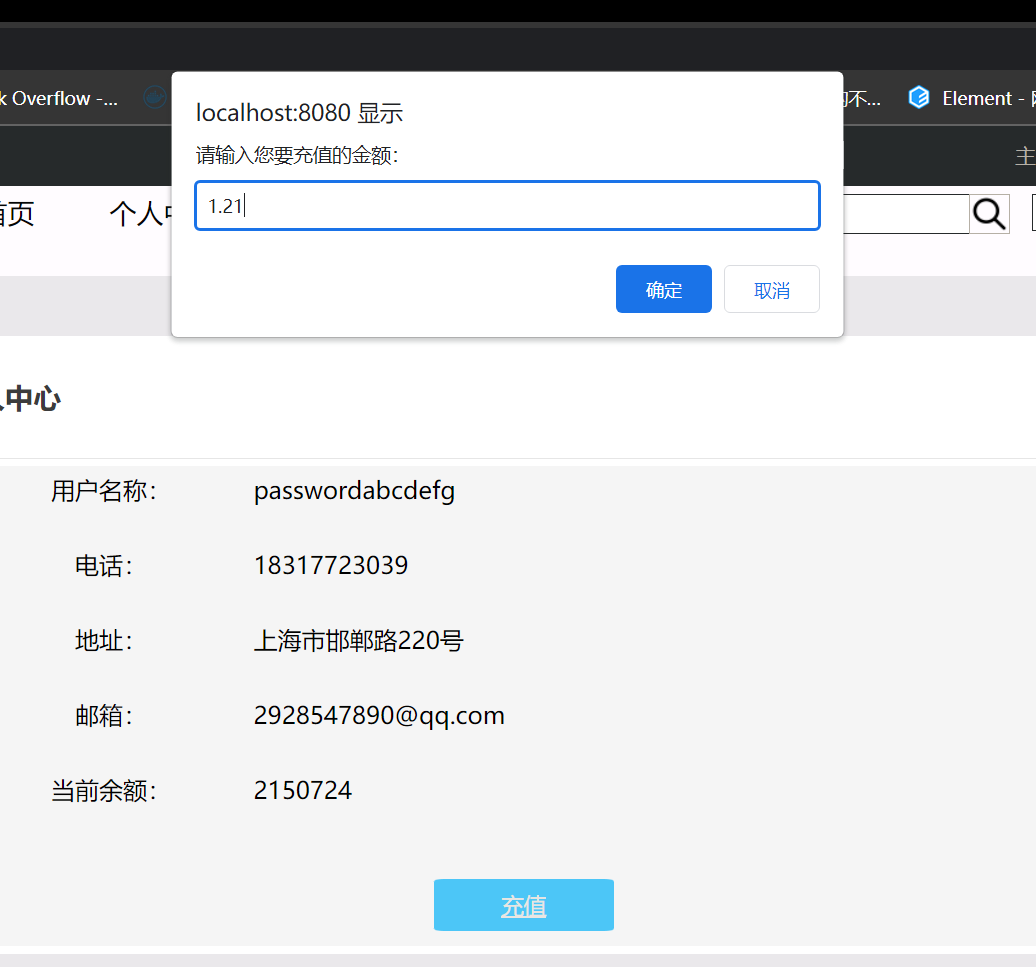 k Overflow -...
Element -
localhost:8080 显示
请输入您要充值的金额：
1.21
确定
取消
主
首页
个人中
人中心
用户名称： passwordabcdefg
电话： 18317723039
地址： 上海市邯郸路220号
邮箱： 2928547890@qq.com
当前余额： 2150724
充值